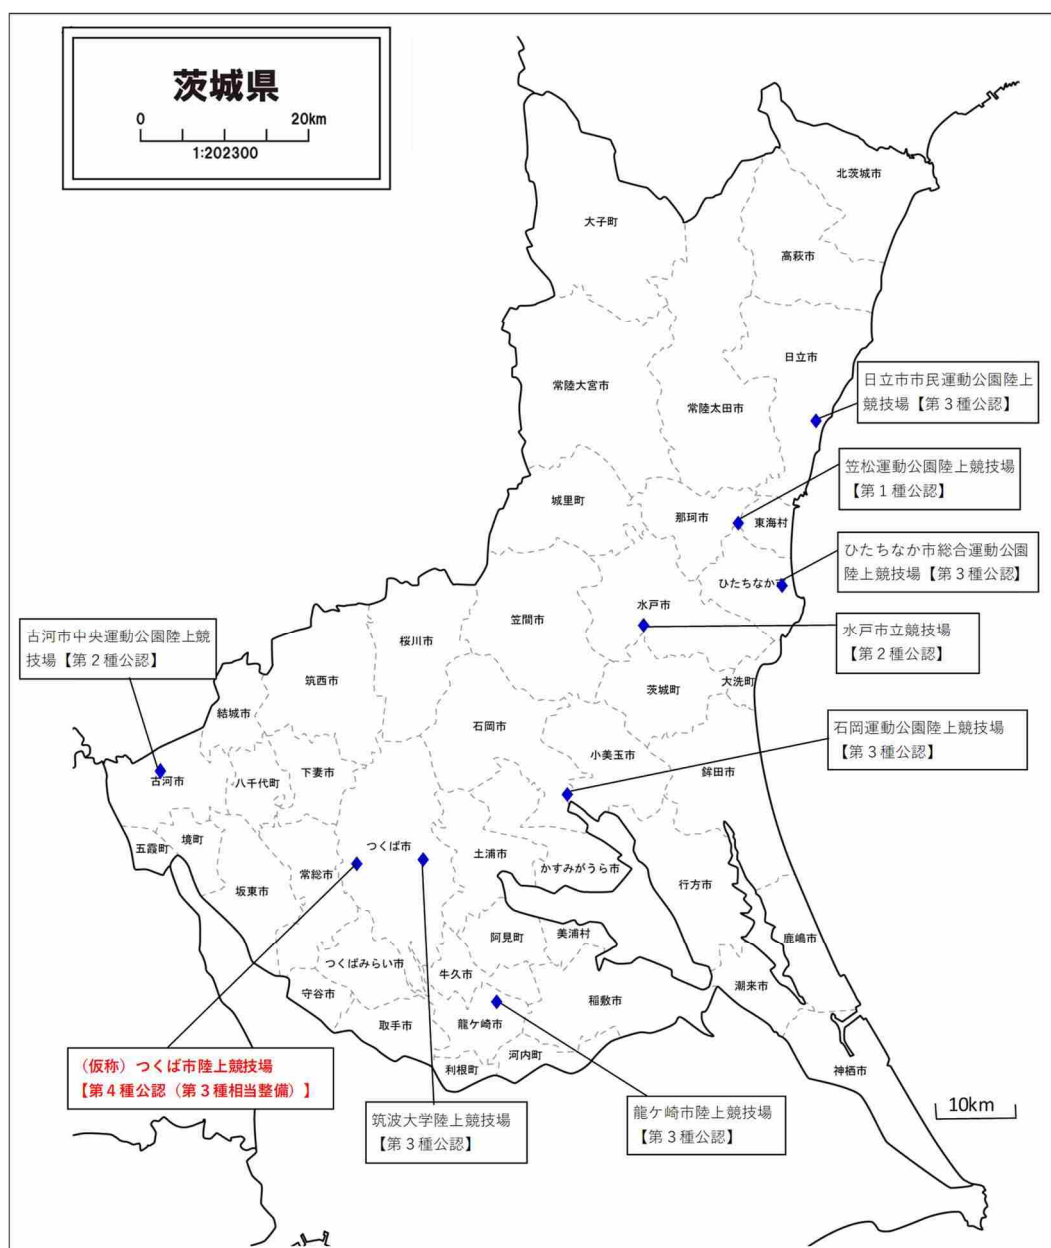 茨城県
0 20km
1:202300
北茨城市
大子町
高萩市
日立市
常陸大宮市
常陸太田市
日立市市民運動公園陸上
競技場【第3種公認】
笠松運動公園陸上競技場
【第1種公認】
城里町
那珂市
東海村
ひたちなか市総合運動公園
陸上競技場【第3種公認】
ひたちなか市
水戸市
笠間市
桜川市
水戸市立競技場
【第2種公認】
古河市中央運動公園陸上競
技場【第2種公認】
筑西市
茨城町
大洗町
結城市
石岡市
石岡運動公園陸上競技場
【第3種公認】
小美玉市
鉾田市
下妻市
八千代町
古河市
五霞町
境町
つくば市
土浦市
かすみがうら市
常総市
坂東市
行方市
阿見町
美浦村
鹿嶋市
つくばみらい市
牛久市
潮来市
守谷市
稲敷市
取手市
龍ケ崎市
河内町
利根町
神栖市
(仮称)つくば市陸上競技場
【第4種公認(第3種相当整備)】
筑波大学陸上競技場
【第3種公認】
龍ケ崎市陸上競技場
【第3種公認】
10km